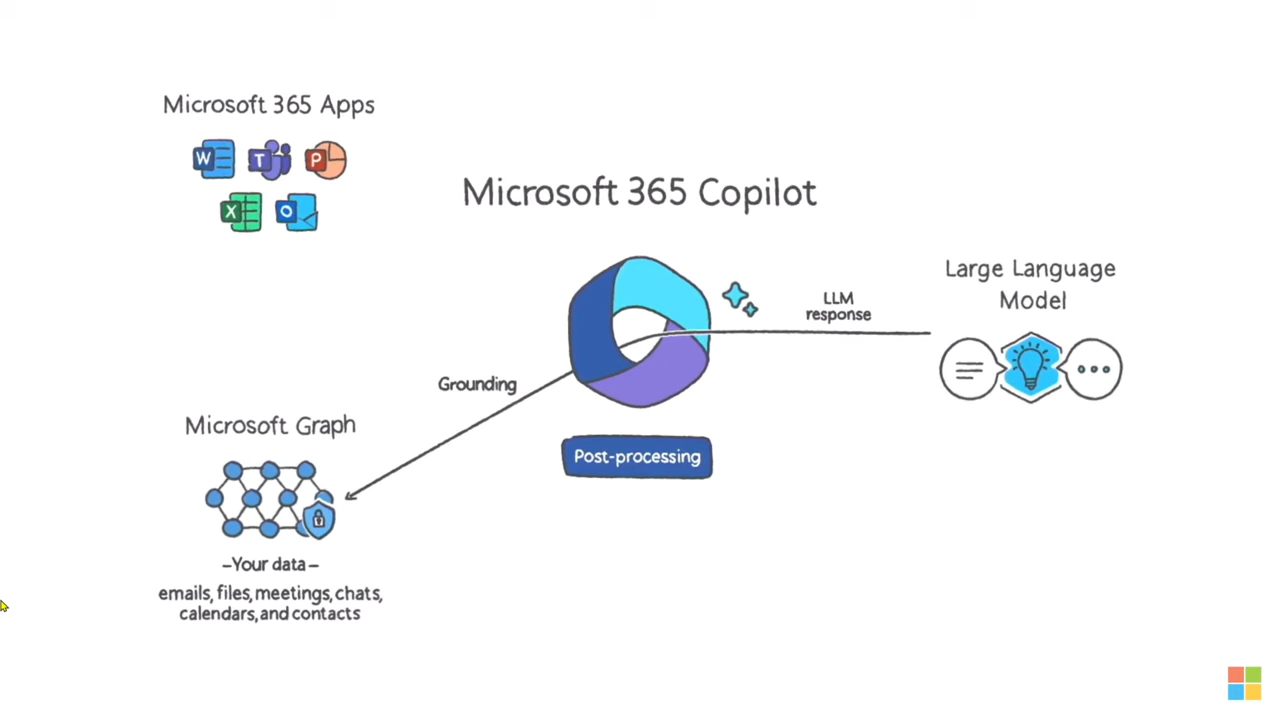 Microsoft 365 Apps
W
T
P
X
O
Microsoft 365 Copilot
Large Language
Model
LLM
response
Grounding
Microsoft Graph
Post-processing
–Your data–
emails, files, meetings, chats,
calendars, and contacts